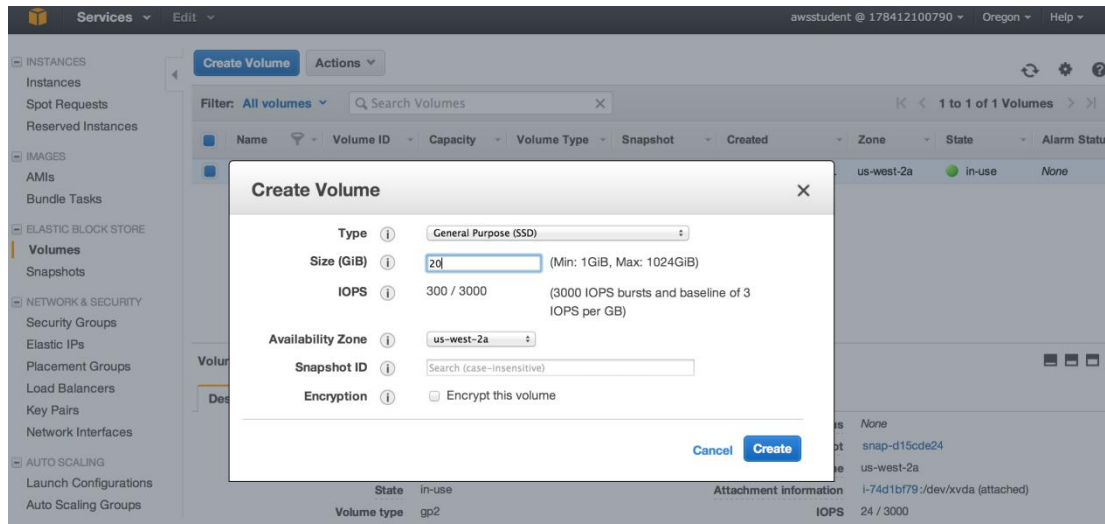 Services Edit awsstudent @ 178412100790 Oregon Help
INSTANCES
Instances
Spot Requests
Reserved Instances
IMAGES
AMIs
Bundle Tasks
ELASTIC BLOCK STORE
Volumes
Snapshots
NETWORK & SECURITY
Security Groups
Elastic IPs
Placement Groups
Load Balancers
Key Pairs
Network Interfaces
AUTO SCALING
Launch Configurations
Auto Scaling Groups
Create Volume Actions
Filter: All volumes Search Volumes 1 to 1 of 1 Volumes
Name Volume ID Capacity Volume Type Snapshot Created Zone State Alarm Statu
us-west-2a in-use None
Create Volume
Type General Purpose (SSD)
Size (GiB) 20 (Min: 1GiB, Max: 1024GiB)
IOPS 300 / 3000 (3000 IOPS bursts and baseline of 3
IOPS per GB)
Availability Zone us-west-2a
Snapshot ID Search (case-insensitive)
Encryption Encrypt this volume
Cancel Create
Volun
Des
us None
ot snap-d15cde24
ne us-west-2a
State in-use Attachment information i-74d1bf79:/dev/xvda (attached)
Volume type gp2 IOPS 24 / 3000